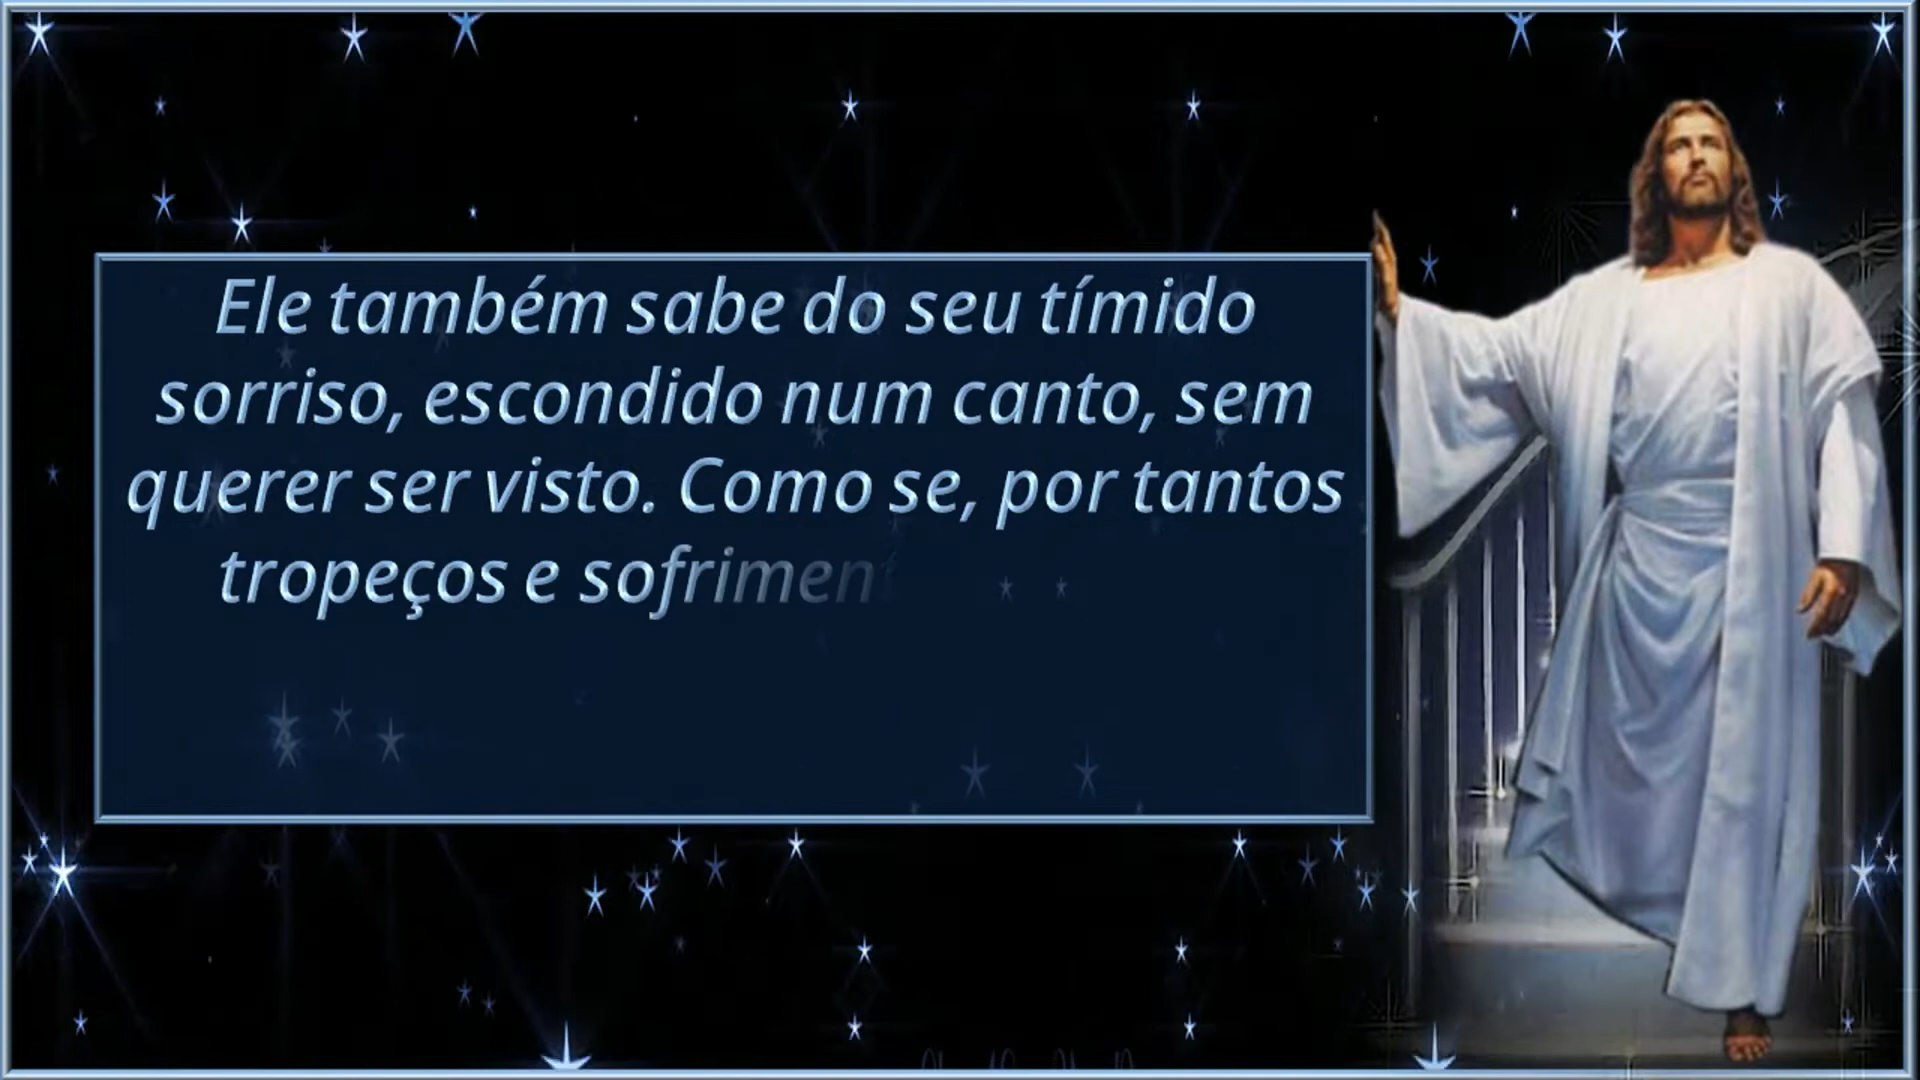 Ele também sabe do seu tímido
sorriso, escondido num canto, sem
querer ser visto. Como se, por tantos
tropeços e sofriment